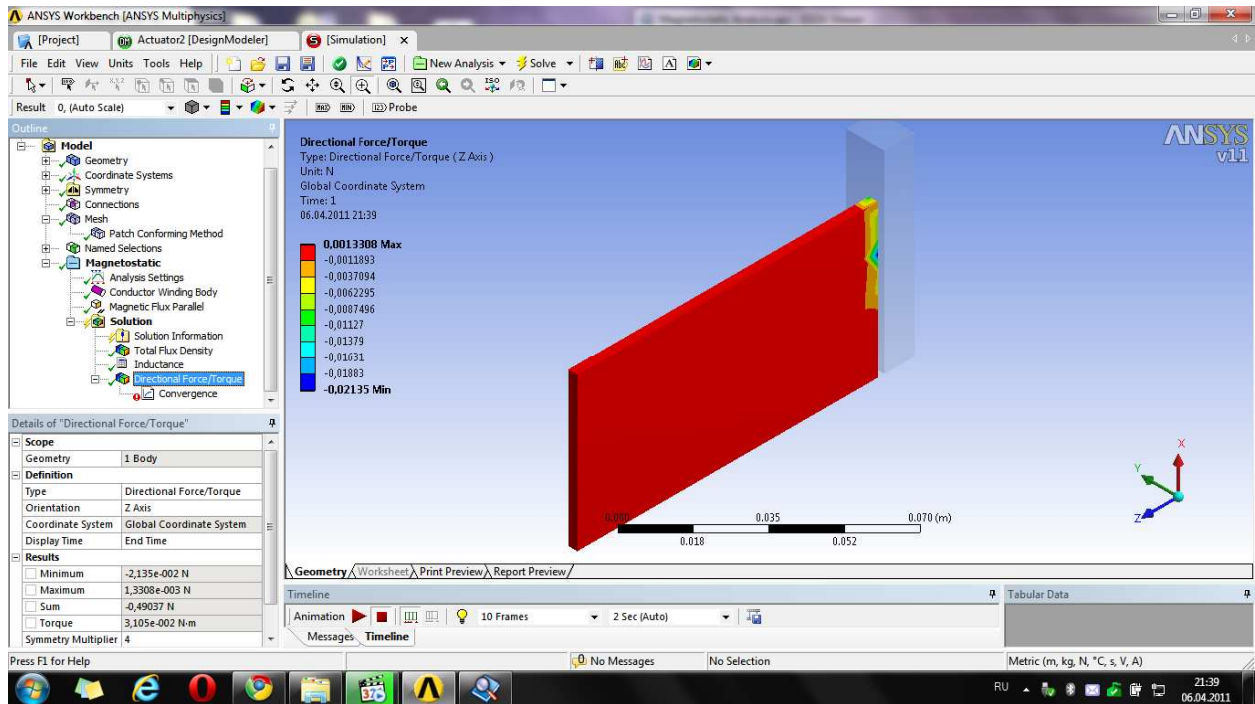 ANSYS Workbench [ANSYS Multiphysics]
[Project] Actuator2 [DesignModeler] [Simulation] ×
File Edit View Units Tools Help New Analysis Solve
Result 0, (Auto Scale) MAX MIN Probe
Outline
Model
Geometry
Coordinate Systems
Symmetry
Connections
Mesh
Patch Conforming Method
Named Selections
Magnetostatic
Analysis Settings
Conductor Winding Body
Magnetic Flux Parallel
Solution
Solution Information
Total Flux Density
Inductance
Directional Force/Torque
Convergence
Details of "Directional Force/Torque"
Scope
Geometry 1 Body
Definition
Type Directional Force/Torque
Orientation Z Axis
Coordinate System Global Coordinate System
Display Time End Time
Results
Minimum -2,135e-002 N
Maximum 1,3308e-003 N
Sum -0,49037 N
Torque 3,105e-002 N·m
Symmetry Multiplier 4
Directional Force/Torque
Type: Directional Force/Torque ( Z Axis )
Unit: N
Global Coordinate System
Time: 1
06.04.2011 21:39
0,0013308 Max
-0,0011893
-0,0037094
-0,0062295
-0,0087496
-0,01127
-0,01379
-0,01631
-0,01883
-0,02135 Min
ANSYS
v11
X
Y
Z
0.000 0.035 0.070 (m)
0.018 0.052
Geometry Worksheet Print Preview Report Preview
Timeline
Animation 10 Frames 2 Sec (Auto)
Messages Timeline
Tabular Data
Press F1 for Help No Messages No Selection Metric (m, kg, N, °C, s, V, A)
RU 21:39
06.04.2011